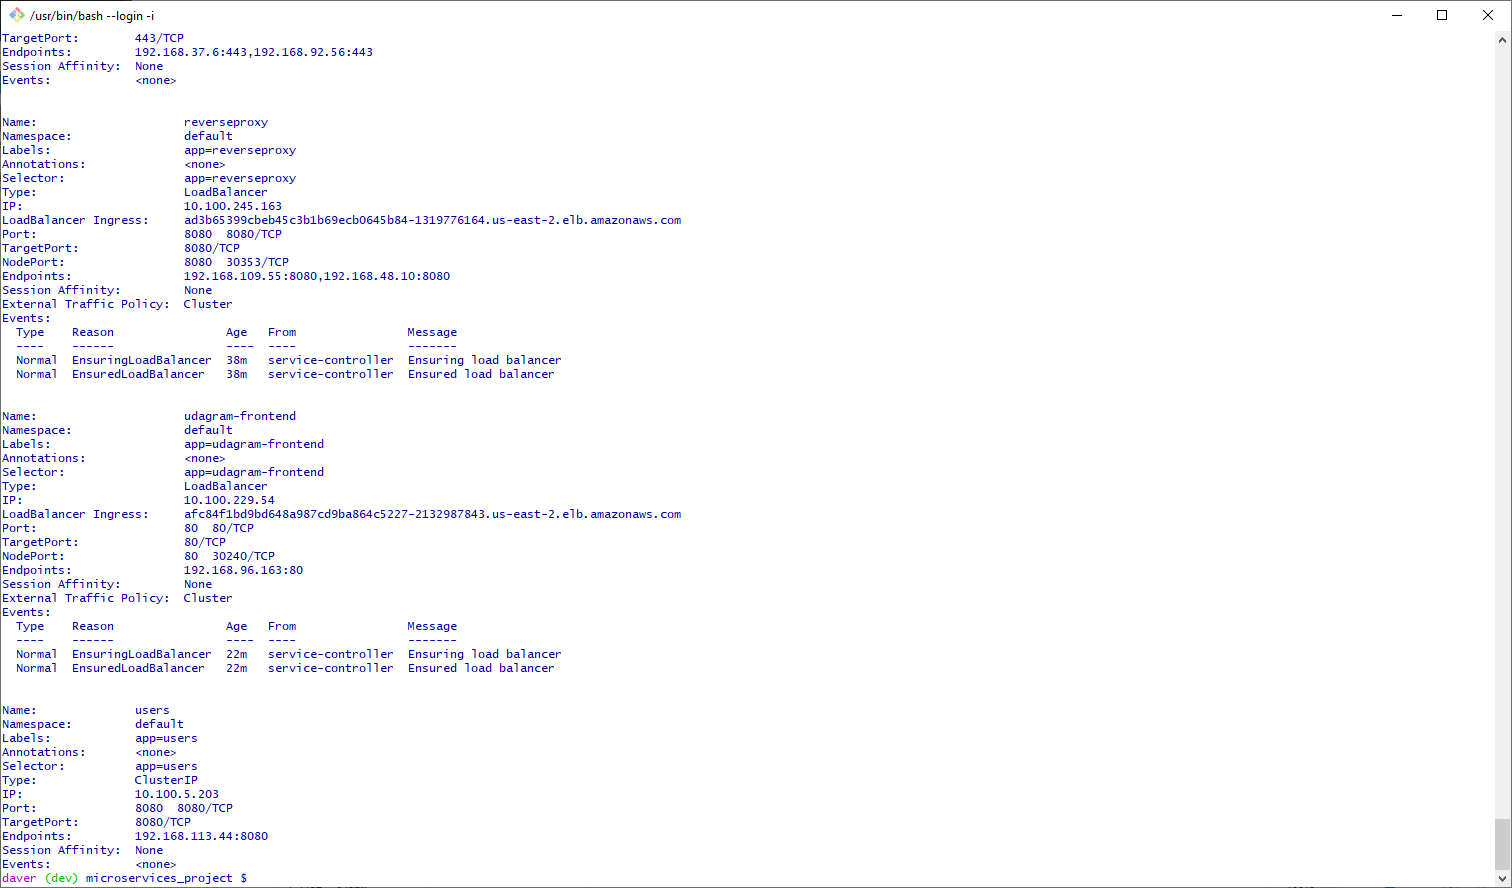 /usr/bin/bash --login -i
TargetPort:        443/TCP
Endpoints:         192.168.37.6:443,192.168.92.56:443
Session Affinity:  None
Events:            <none>
Name:                     reverseproxy
Namespace:                default
Labels:                   app=reverseproxy
Annotations:              <none>
Selector:                 app=reverseproxy
Type:                     LoadBalancer
IP:                       10.100.245.163
LoadBalancer Ingress:     ad3b65399cbeb45c3b1b69ecb0645b84-1319776164.us-east-2.elb.amazonaws.com
Port:                     8080  8080/TCP
TargetPort:               8080/TCP
NodePort:                 8080  30353/TCP
Endpoints:                192.168.109.55:8080,192.168.48.10:8080
Session Affinity:         None
External Traffic Policy:  Cluster
Events:
  Type    Reason                Age   From                Message
  ----    ------                ----  ----                -------
  Normal  EnsuringLoadBalancer  38m   service-controller  Ensuring load balancer
  Normal  EnsuredLoadBalancer   38m   service-controller  Ensured load balancer
Name:                     udagram-frontend
Namespace:                default
Labels:                   app=udagram-frontend
Annotations:              <none>
Selector:                 app=udagram-frontend
Type:                     LoadBalancer
IP:                       10.100.229.54
LoadBalancer Ingress:     afc84f1bd9bd648a987cd9ba864c5227-2132987843.us-east-2.elb.amazonaws.com
Port:                     80  80/TCP
TargetPort:               80/TCP
NodePort:                 80  30240/TCP
Endpoints:                192.168.96.163:80
Session Affinity:         None
External Traffic Policy:  Cluster
Events:
  Type    Reason                Age   From                Message
  ----    ------                ----  ----                -------
  Normal  EnsuringLoadBalancer  22m   service-controller  Ensuring load balancer
  Normal  EnsuredLoadBalancer   22m   service-controller  Ensured load balancer
Name:              users
Namespace:         default
Labels:            app=users
Annotations:       <none>
Selector:          app=users
Type:              ClusterIP
IP:                10.100.5.203
Port:              8080  8080/TCP
TargetPort:        8080/TCP
Endpoints:         192.168.113.44:8080
Session Affinity:  None
Events:            <none>
daver (dev) microservices_project $